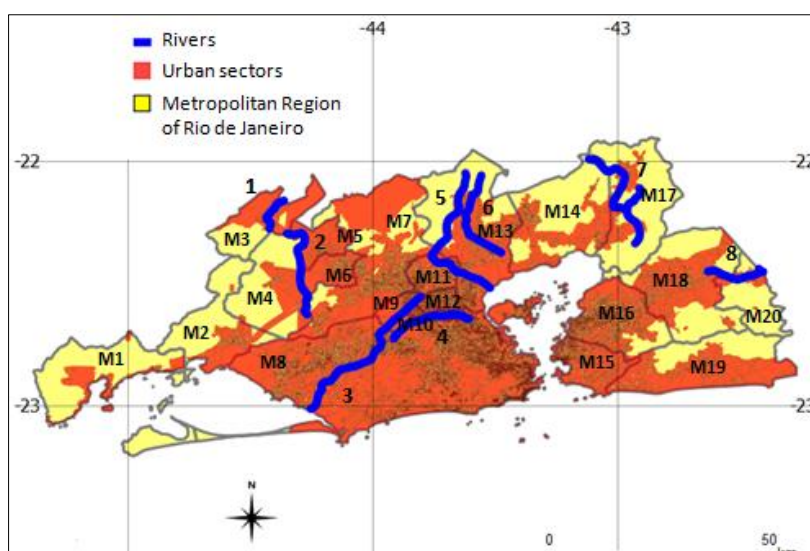 -44
-43
Rivers
Urban sectors
Metropolitan Region
of Rio de Janeiro
-22
-22
1
5
6
7
M17
M3
2
M5
M7
M13
M14
M6
M11
8
M4
M18
M9
M12
M2
M10
M16
M20
4
M1
M8
M15
M19
3
-23
-23
N
0
50